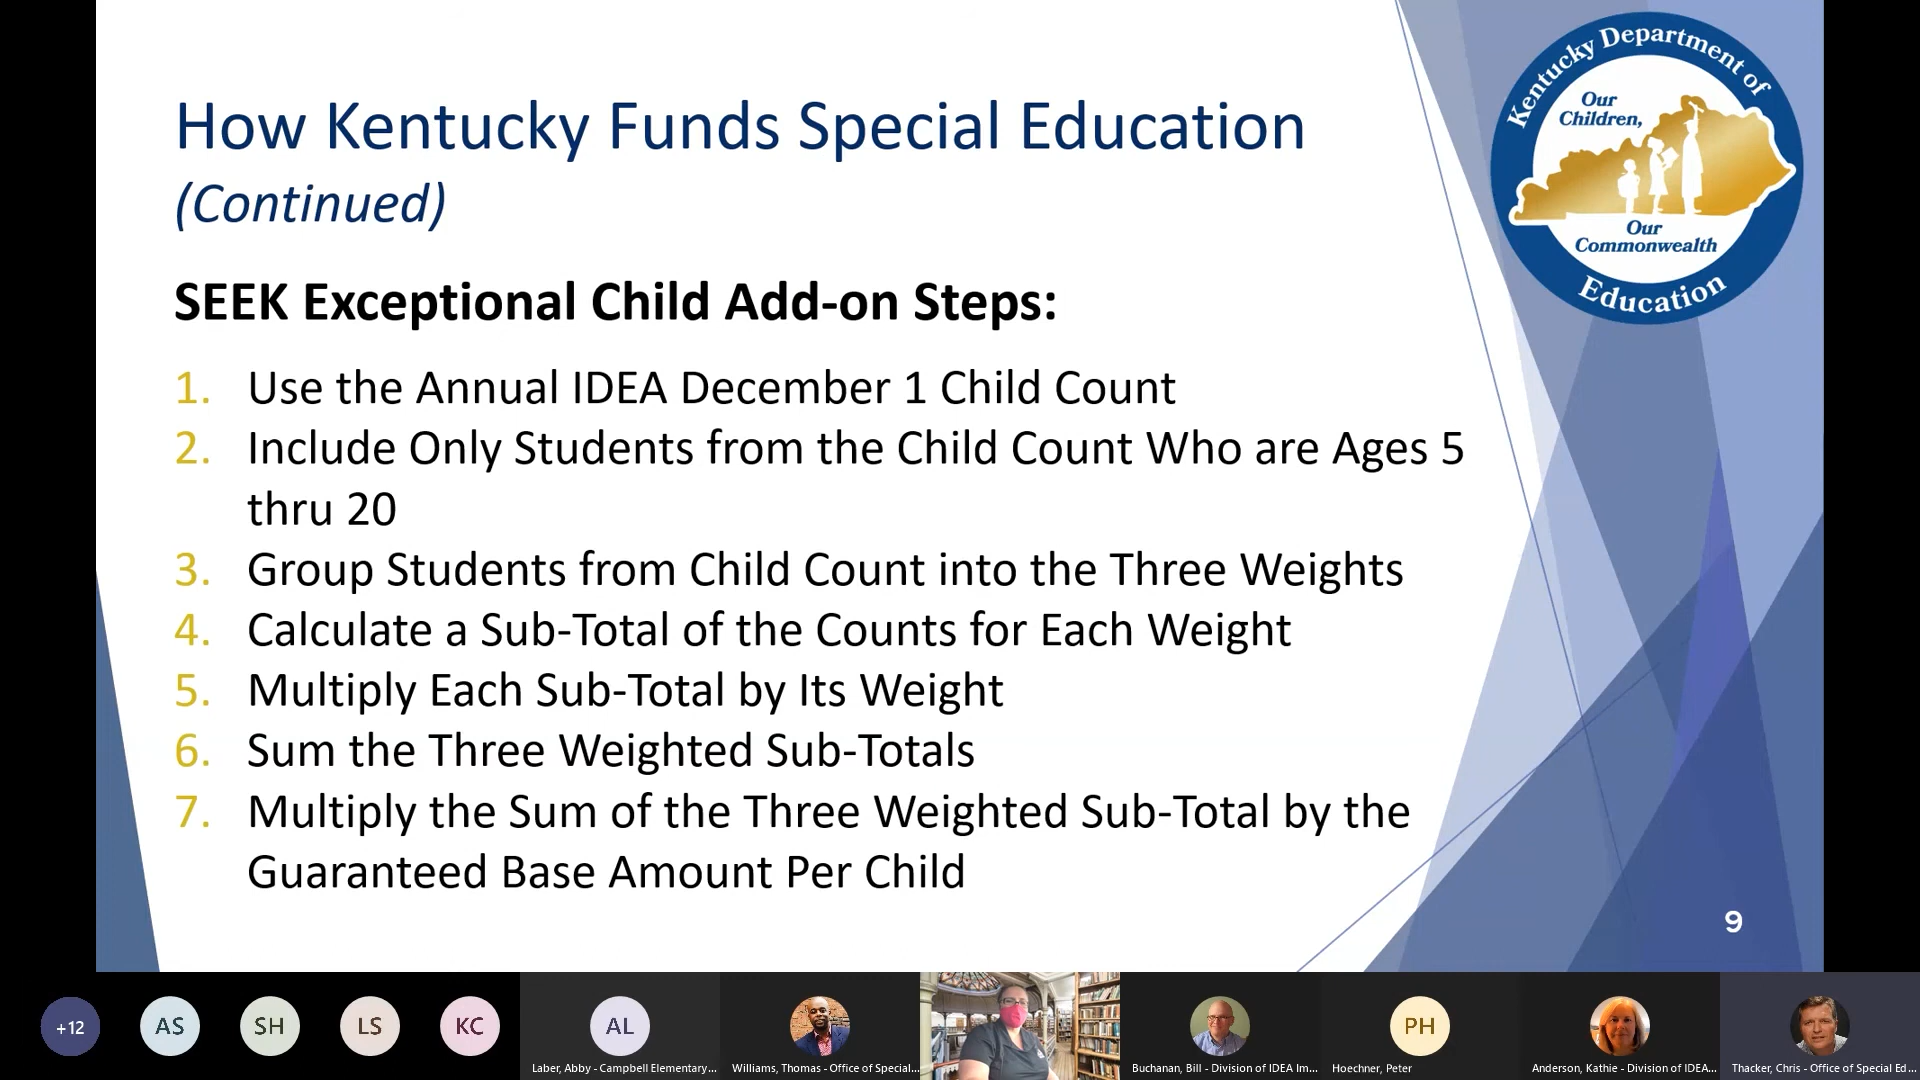 How Kentucky Funds Special Education
(Continued)
SEEK Exceptional Child Add-on Steps:
1. Use the Annual IDEA December 1 Child Count
2. Include Only Students from the Child Count Who are Ages 5
thru 20
3. Group Students from Child Count into the Three Weights
4. Calculate a Sub-Total of the Counts for Each Weight
5. Multiply Each Sub-Total by Its Weight
6. Sum the Three Weighted Sub-Totals
7. Multiply the Sum of the Three Weighted Sub-Total by the
Guaranteed Base Amount Per Child
Kentucky Department of
Our
Children,
Our
Commonwealth
Education
9
+12
AS
SH
LS
KC
AL
PH
Laber, Abby - Campbell Elementary...
Williams, Thomas - Office of Special...
Buchanan, Bill - Division of IDEA Im...
Hoechner, Peter
Anderson, Kathie - Division of IDEA...
Thacker, Chris - Office of Special Ed...